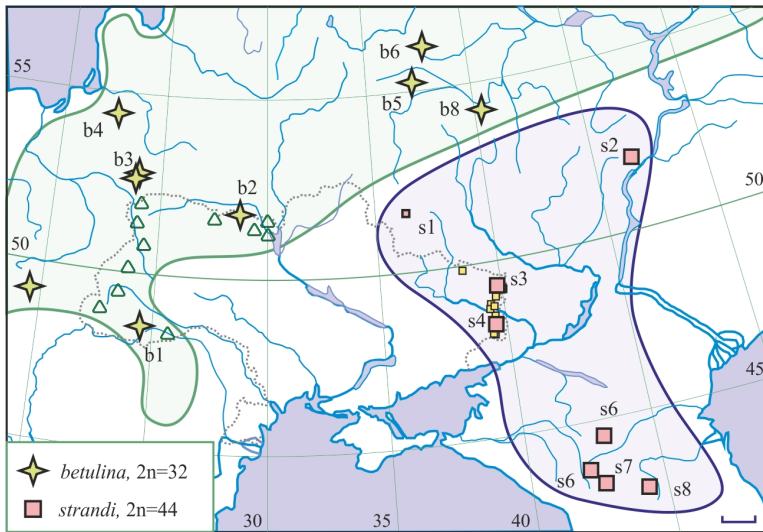 b6
55
b5
b8
b4
b3
s2
b2
50
s1
50
s3
s4
b1
45
s6
betulina, 2n=32
s6
s7
s8
strandi, 2n=44
30
35
40